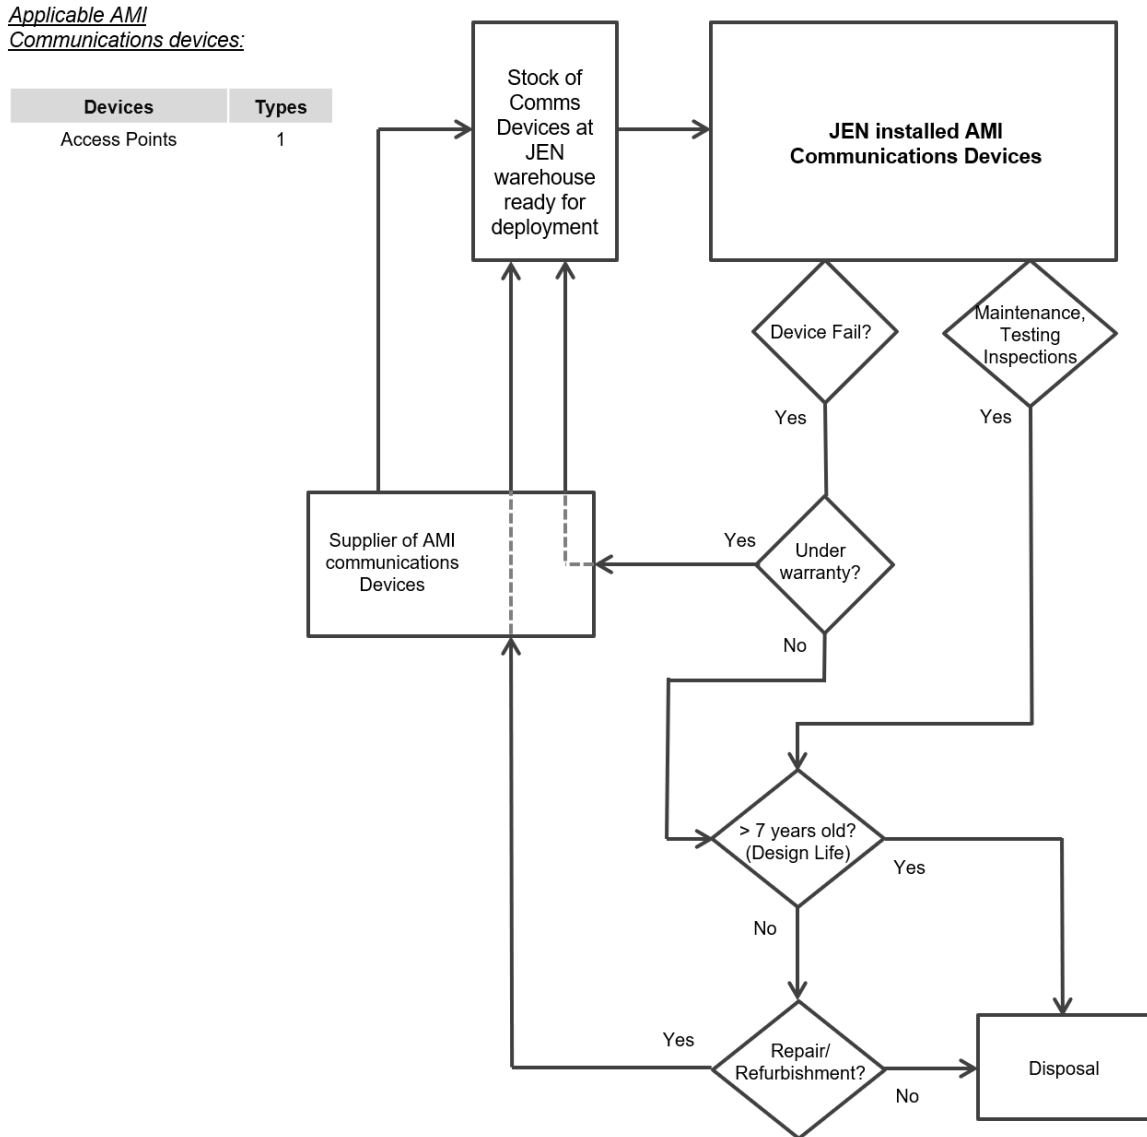 Applicable AMI
Communications devices:
Devices Types
Access Points 1
Stock of
Comms
Devices at
JEN
warehouse
ready for
deployment
JEN installed AMI
Communications Devices
Device Fail?
Maintenance,
Testing
Inspections
Yes
Yes
Supplier of AMI
communications
Devices
Yes
Under
warranty?
No
> 7 years old?
(Design Life)
Yes
No
Yes
Repair/
Refurbishment?
No
Disposal